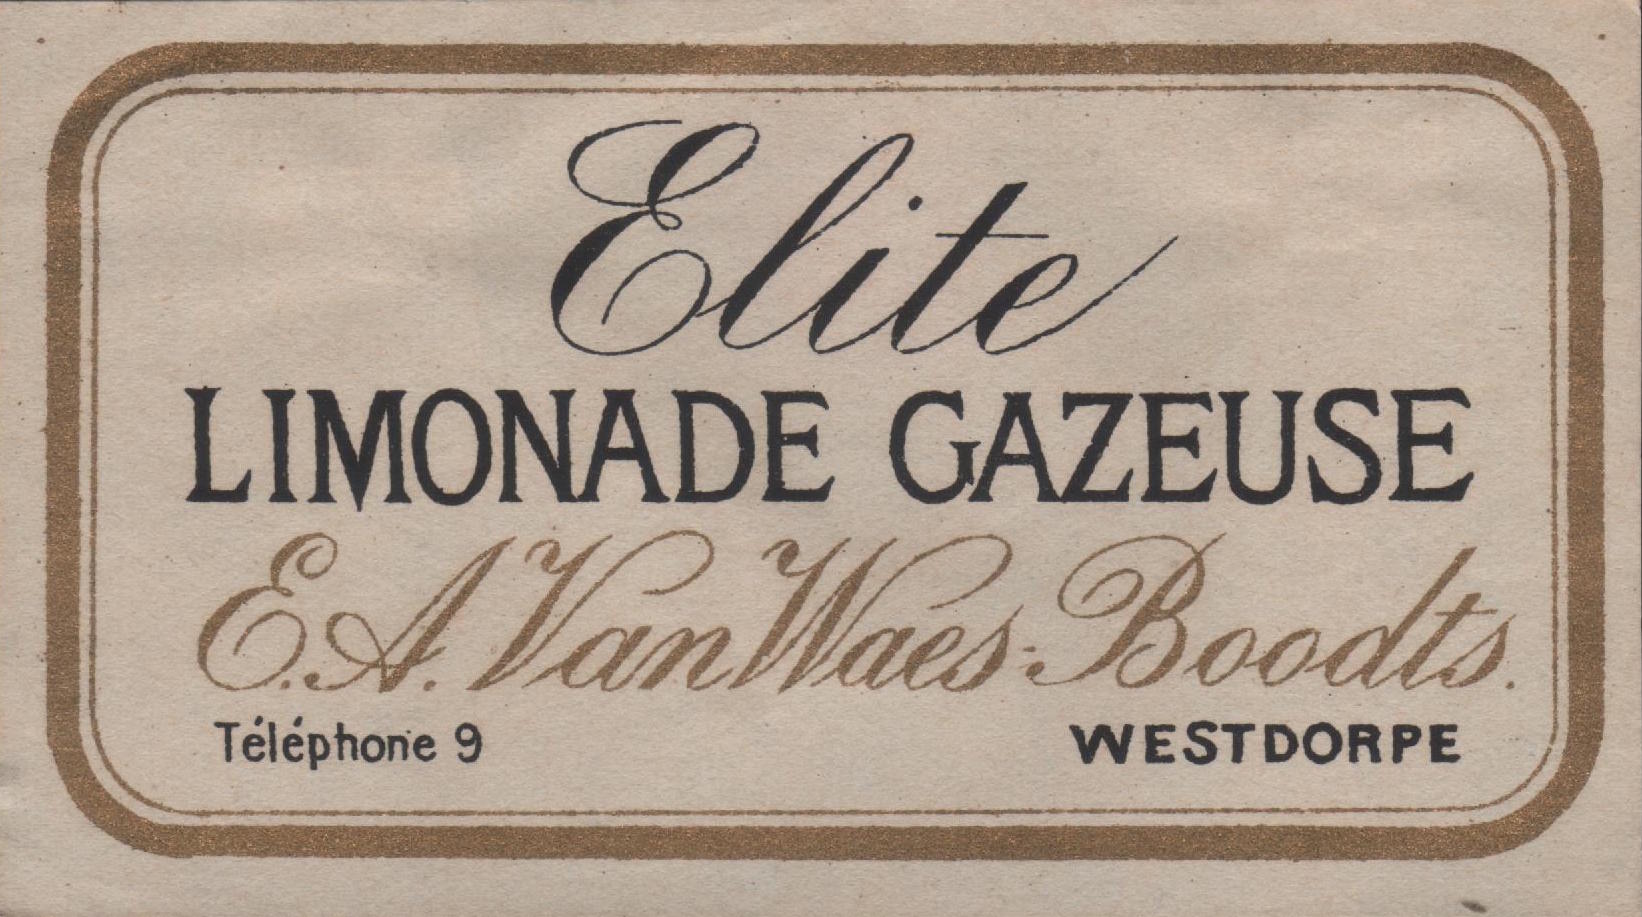 Elite
LIMONADE GAZEUSE
E.A. Van Waes-Boodts.
Téléphone 9 WESTDORPE